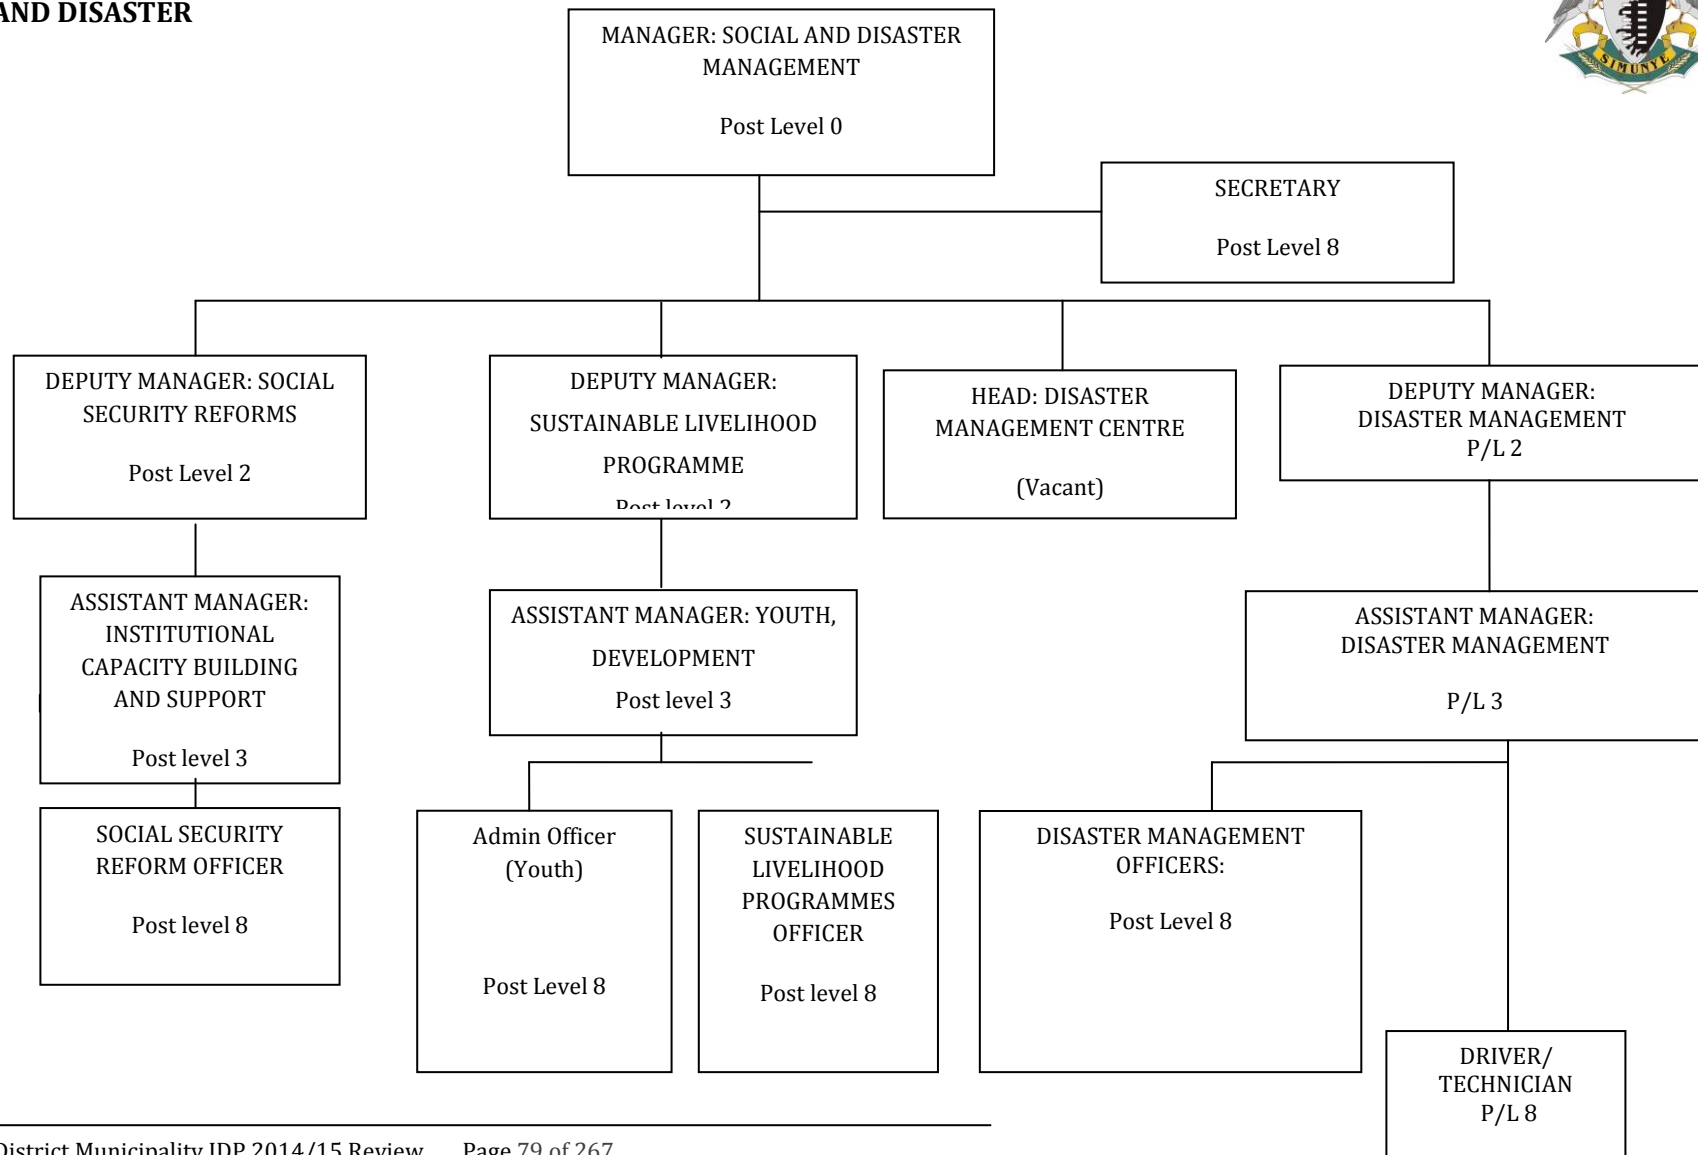 AND DISASTER
MANAGER: SOCIAL AND DISASTER
MANAGEMENT
Post Level 0
SIMUNYE
SECRETARY
Post Level 8
DEPUTY MANAGER: SOCIAL
SECURITY REFORMS
Post Level 2
DEPUTY MANAGER:
SUSTAINABLE LIVELIHOOD
PROGRAMME
Post level 2
HEAD: DISASTER
MANAGEMENT CENTRE
(Vacant)
DEPUTY MANAGER:
DISASTER MANAGEMENT
P/L 2
ASSISTANT MANAGER:
INSTITUTIONAL
CAPACITY BUILDING
AND SUPPORT
Post level 3
ASSISTANT MANAGER: YOUTH,
DEVELOPMENT
Post level 3
ASSISTANT MANAGER:
DISASTER MANAGEMENT
P/L 3
SOCIAL SECURITY
REFORM OFFICER
Post level 8
Admin Officer
(Youth)
Post Level 8
SUSTAINABLE
LIVELIHOOD
PROGRAMMES
OFFICER
Post level 8
DISASTER MANAGEMENT
OFFICERS:
Post Level 8
DRIVER/
TECHNICIAN
P/L 8
District Municipality IDP 2014/15 Review Page 79 of 267